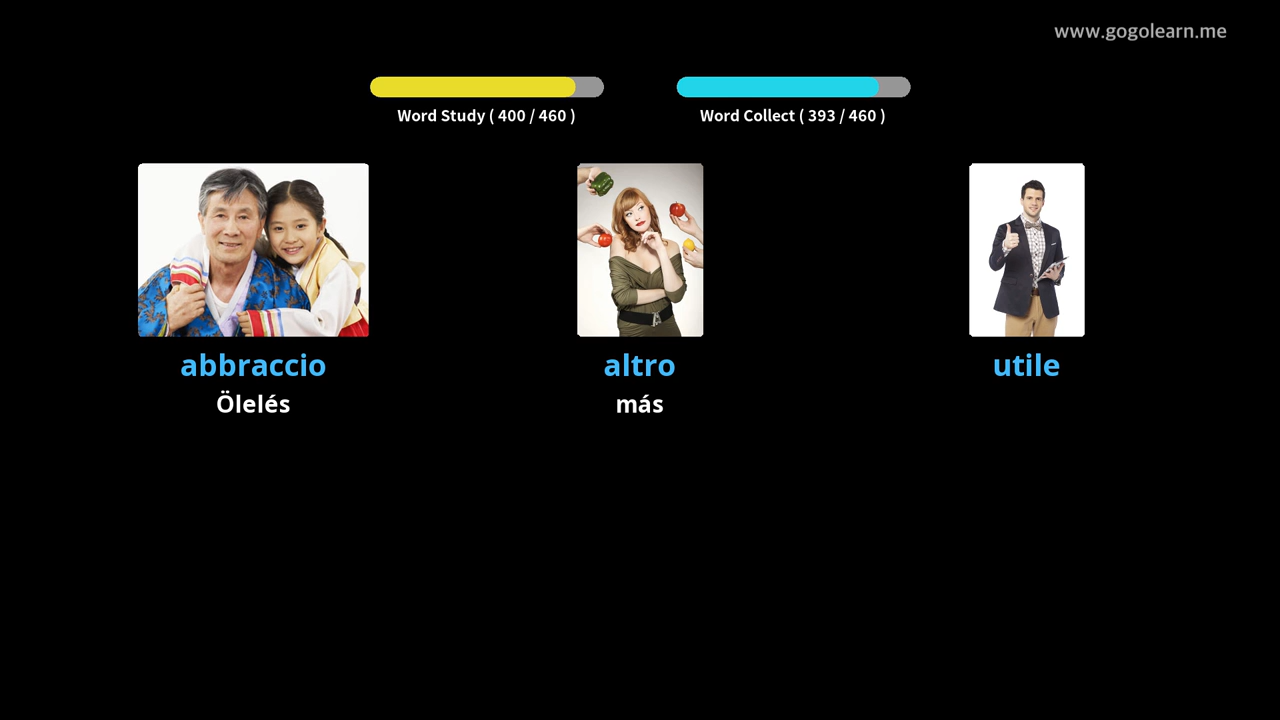 www.gogolearn.me
Word Study ( 400 / 460 )
Word Collect ( 393 / 460 )
abbraccio
Ölelés
altro
más
utile